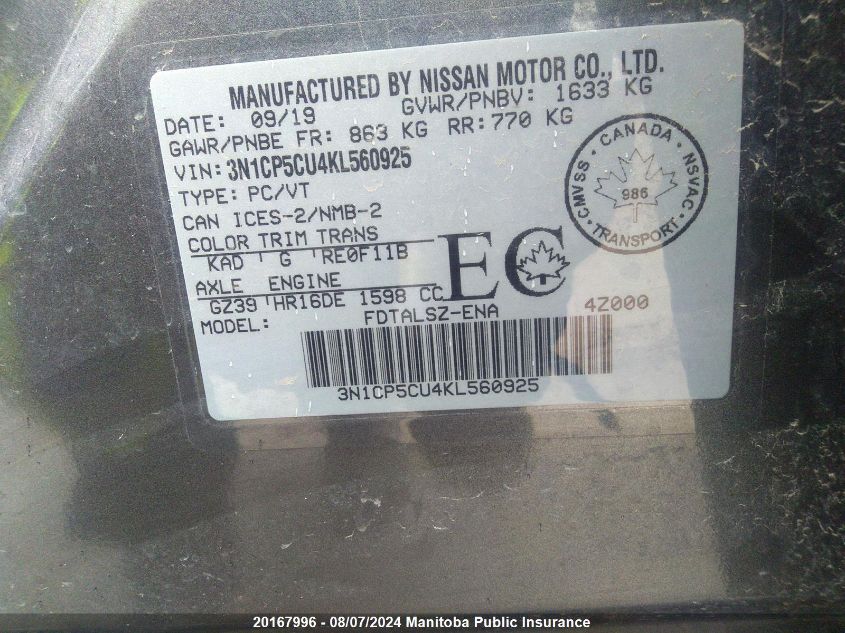 MANUFACTURED BY NISSAN MOTOR CO., LTD.
DATE: 09/19 GVWR/PNBV: 1633 KG
GAWR/PNBE FR: 863 KG RR: 770 KG
VIN: 3N1CP5CU4KL560925
TYPE: PC/VT
CAN ICES-2/NMB-2
COLOR TRIM TRANS
KAD G RE0F11B
AXLE ENGINE
GZ39 HR16DE 1598 CC
MODEL: FDTALSZ-ENA 4Z000
EC
· CANADA ·
CMVSS NSVAC
986
· TRANSPORT ·
3N1CP5CU4KL560925
20167996 - 08/07/2024 Manitoba Public Insurance